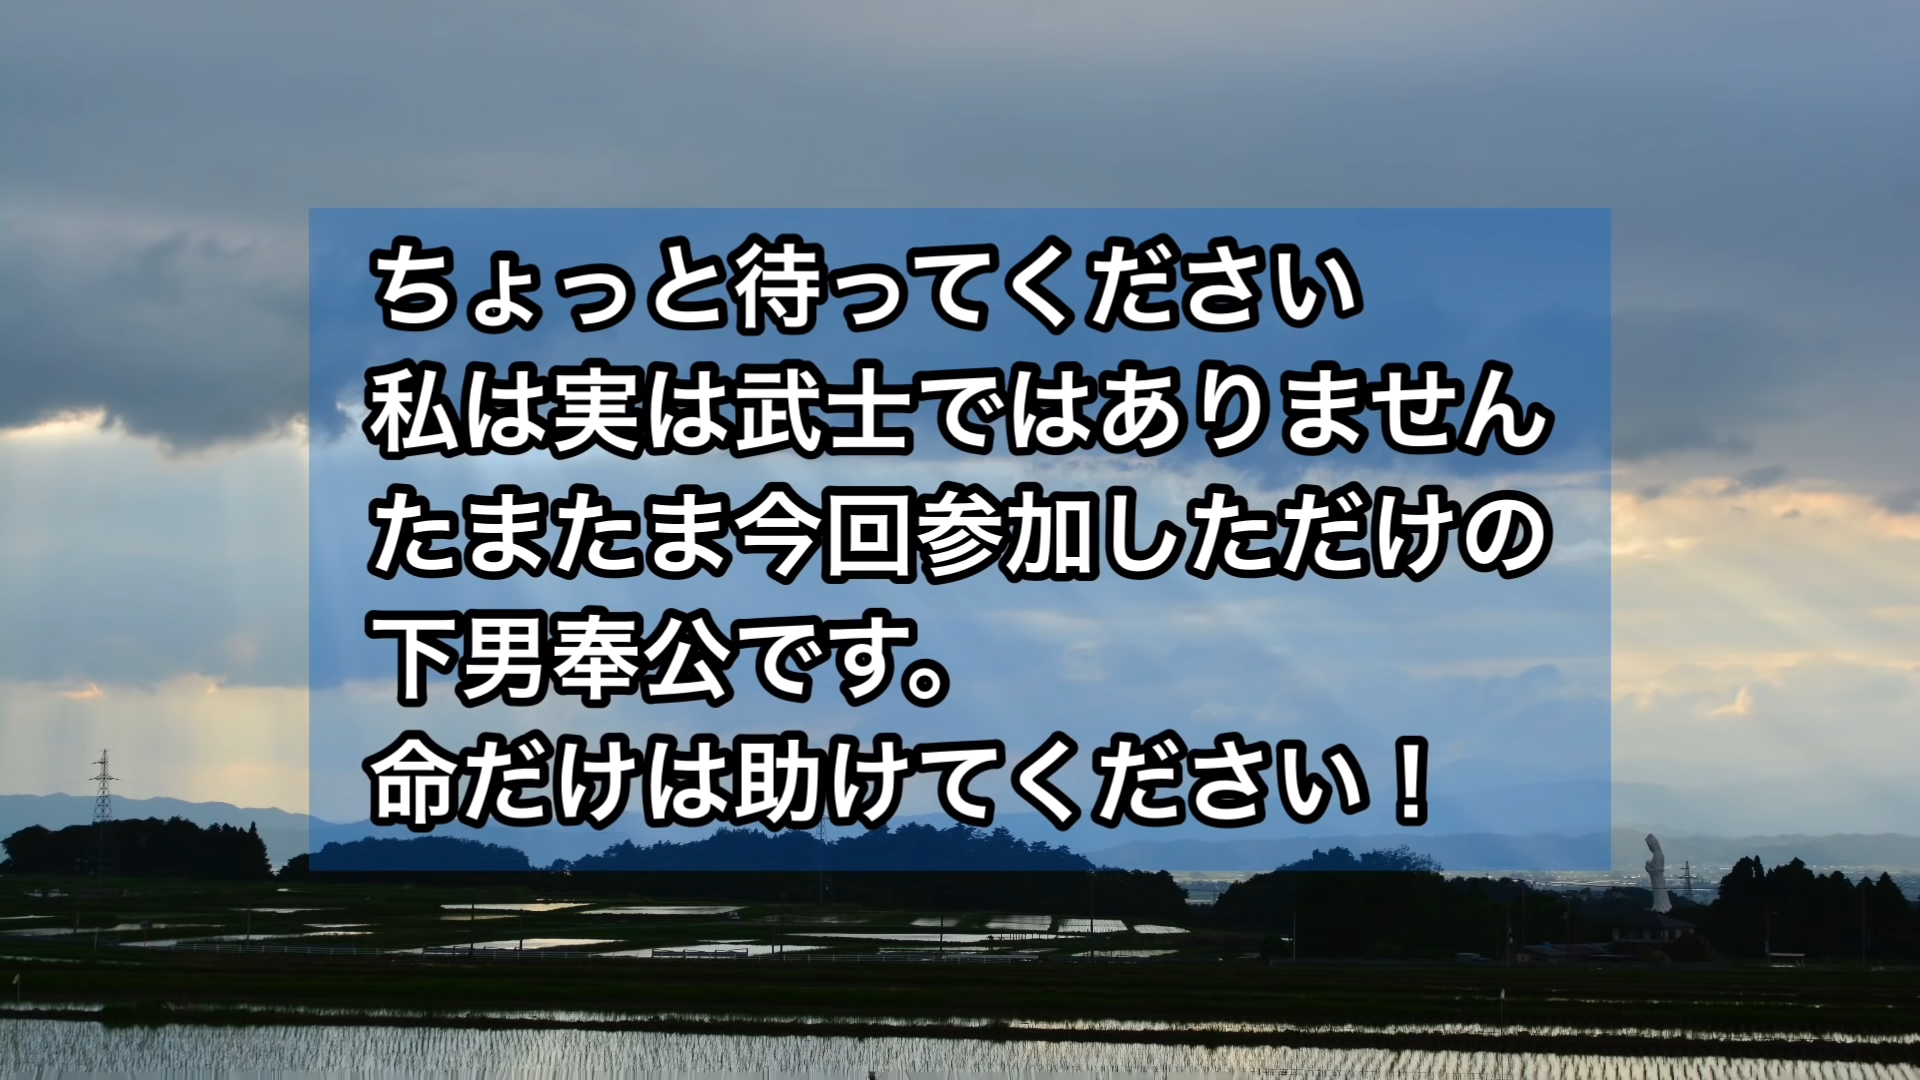 ちょっと待ってください
私は実は武士ではありません
たまたま今回参加しただけの
下男奉公です。
命だけは助けてください！